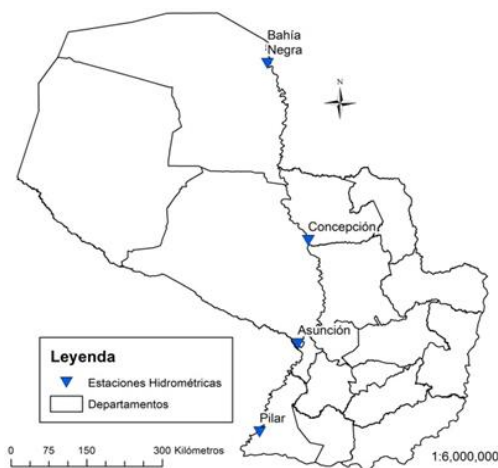 Bahía
Negra
N
Concepción
Asunción
Leyenda
Estaciones Hidrométricas
Departamentos
Pilar
0 75 150 300 Kilómetros
1:6,000,000